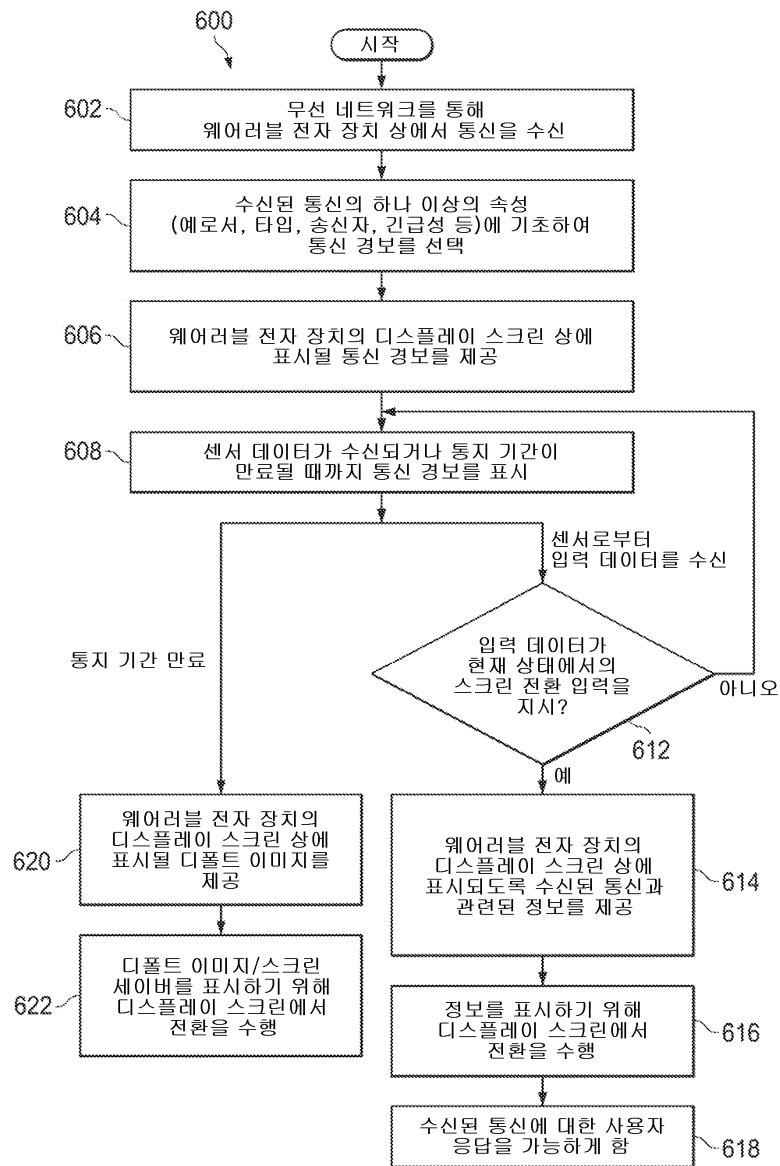 600
시작
602
무선 네트워크를 통해
웨어러블 전자 장치 상에서 통신을 수신
604
수신된 통신의 하나 이상의 속성
(예로서, 타입, 송신자, 긴급성 등)에 기초하여
통신 경보를 선택
606
웨어러블 전자 장치의 디스플레이 스크린 상에
표시될 통신 경보를 제공
608
센서 데이터가 수신되거나 통지 기간이
만료될 때까지 통신 경보를 표시
센서로부터
입력 데이터를 수신
통지 기간 만료
입력 데이터가
현재 상태에서의
스크린 전환 입력을
지시?
아니오
612
예
620
웨어러블 전자 장치의
디스플레이 스크린 상에
표시될 디폴트 이미지를
제공
웨어러블 전자 장치의
디스플레이 스크린 상에
표시되도록 수신된 통신과
관련된 정보를 제공
614
622
디폴트 이미지/스크린
세이버를 표시하기 위해
디스플레이 스크린에서
전환을 수행
정보를 표시하기 위해
디스플레이 스크린에서
전환을 수행
616
수신된 통신에 대한 사용자
응답을 가능하게 함
618